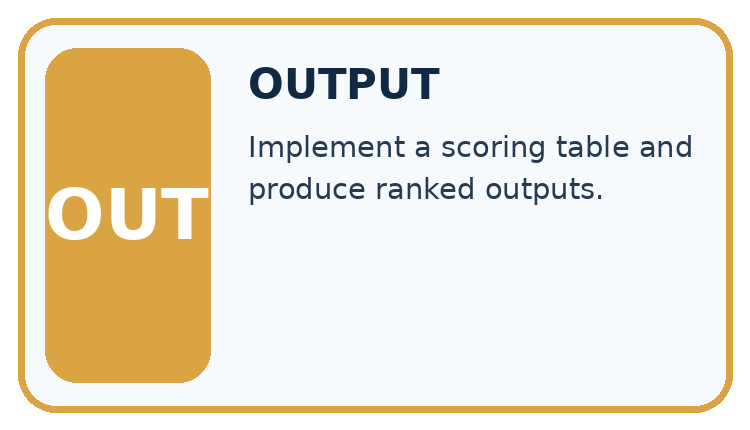 OUT
OUTPUT
Implement a scoring table and
produce ranked outputs.